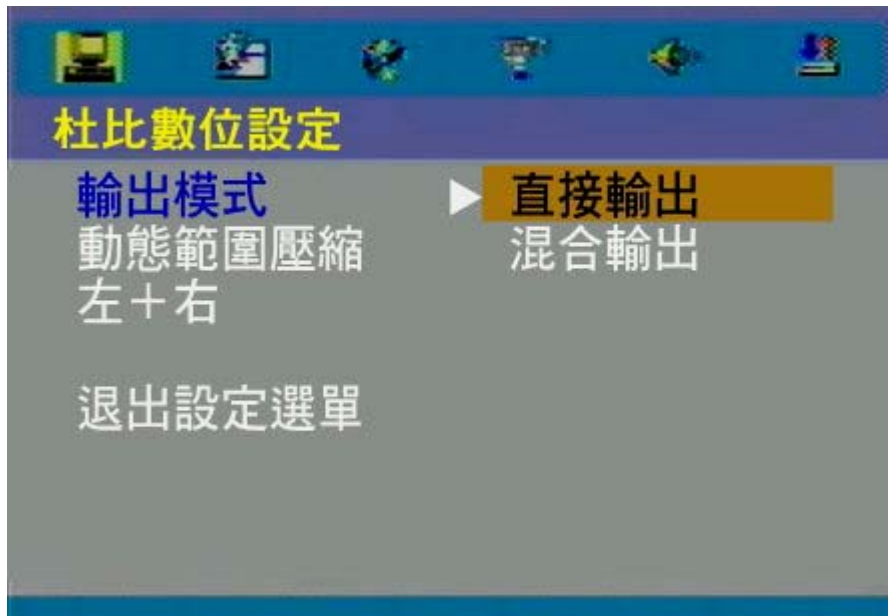 杜比數位設定
輸出模式 直接輸出
動態範圍壓縮 混合輸出
左＋右
退出設定選單